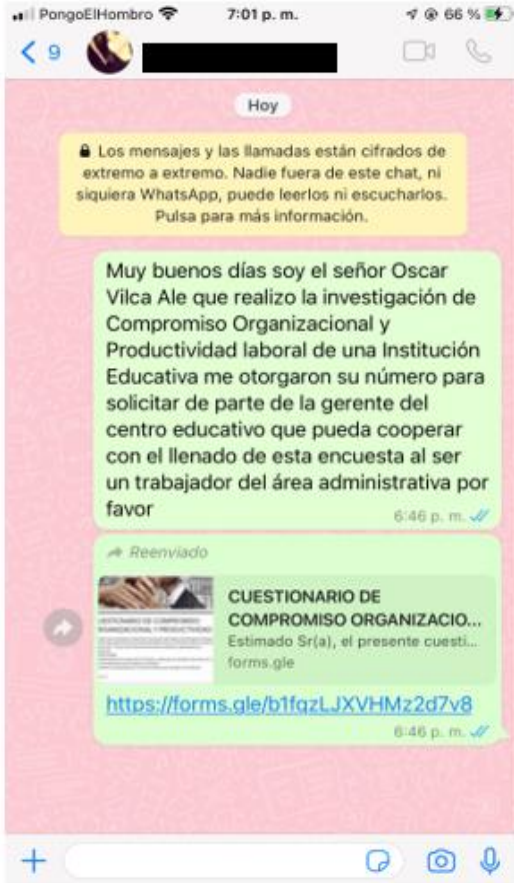 PongoElHombre 7:01 p. m. 66 %
9
Hoy
Los mensajes y las llamadas están cifrados de
extremo a extremo. Nadie fuera de este chat, ni
siquiera WhatsApp, puede leerlos ni escucharlos.
Pulsa para más información.
Muy buenos días soy el señor Oscar
Vilca Ale que realizo la investigación de
Compromiso Organizacional y
Productividad laboral de una Institución
Educativa me otorgaron su número para
solicitar de parte de la gerente del
centro educativo que pueda cooperar
con el llenado de esta encuesta al ser
un trabajador del área administrativa por
favor
6:46 p. m.
Reenviado
CUESTIONARIO DE
COMPROMISO ORGANIZACIO...
Estimado Sr(a), el presente cuesti...
forms.gle
https://forms.gle/b1fqzLJXVHMz2d7v8
6:46 p. m.